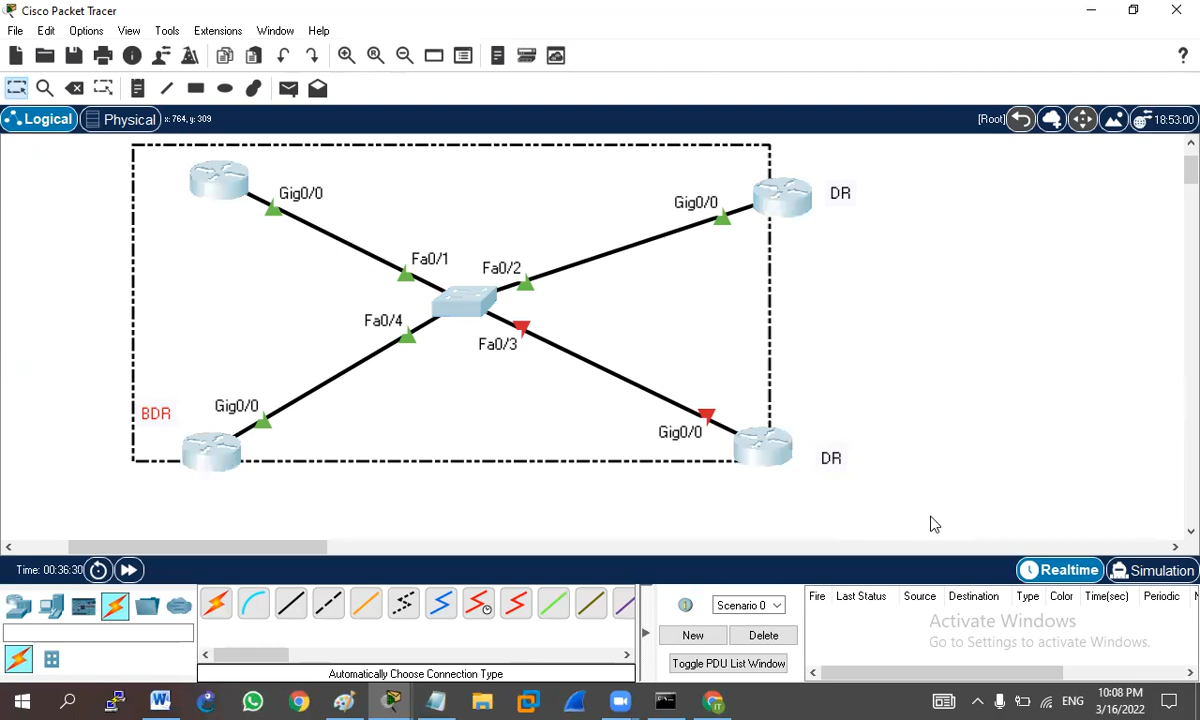 Cisco Packet Tracer
File Edit Options View Tools Extensions Window Help
?
Logical Physical x: 764, y: 309 [Root] 18:53:00
Gig0/0
Gig0/0
DR
Fa0/1
Fa0/2
Fa0/4
Fa0/3
Gig0/0
BDR
Gig0/0
DR
Time: 00:36:30 Realtime Simulation
Scenario 0
New Delete
Toggle PDU List Window
Fire Last Status Source Destination Type Color Time(sec) Periodic N
Automatically Choose Connection Type
Activate Windows
Go to Settings to activate Windows.
ENG
10:08 PM
3/16/2022